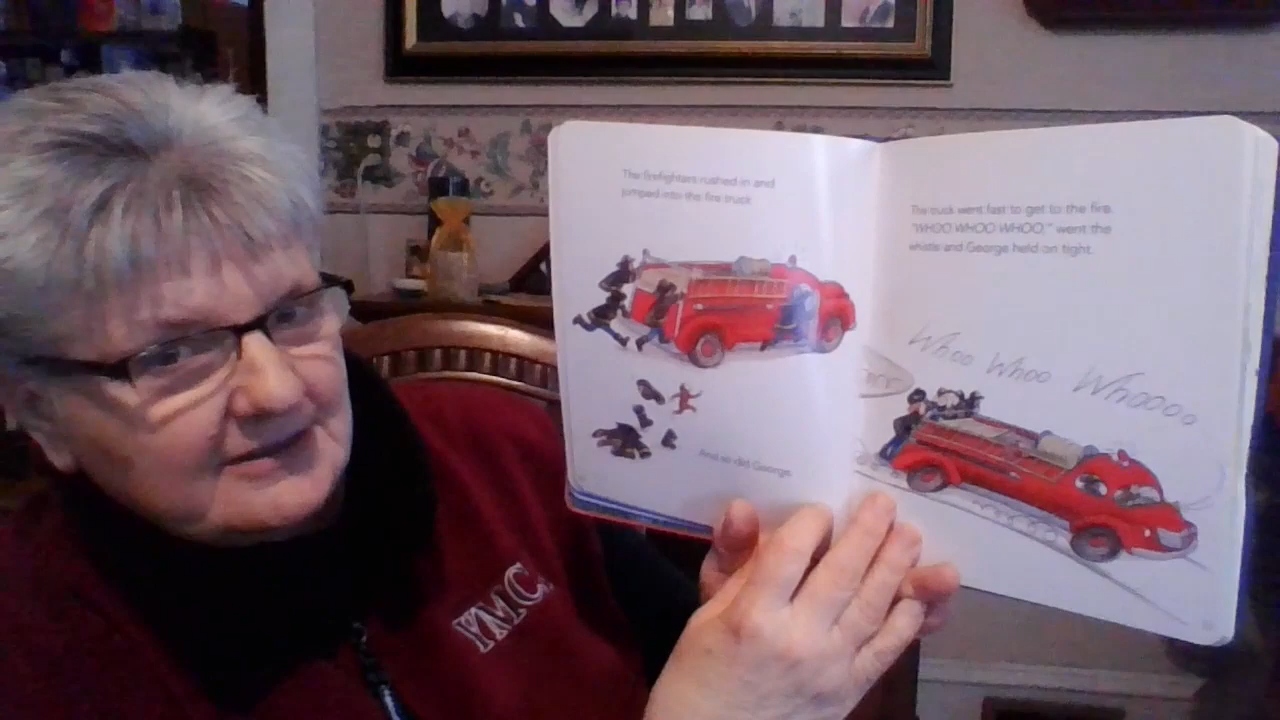 The firefighters rushed in and
jumped into the fire truck
And so did George.
The truck went fast to get to the fire.
"WHOO WHOO WHOO," went the
whistle and George held on tight.
Whoo Whoo Whoooo
YMC